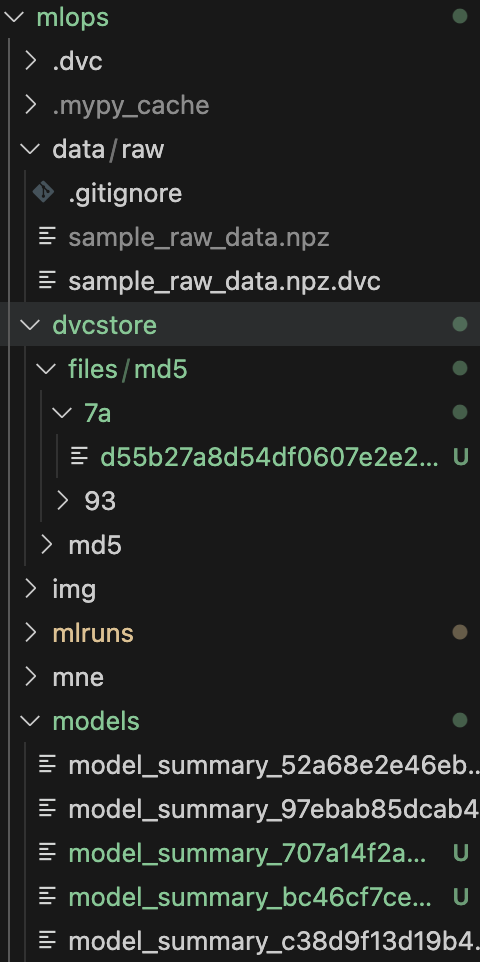 mlops
.dvc
.mypy_cache
data/raw
.gitignore
sample_raw_data.npz
sample_raw_data.npz.dvc
dvcstore
files/md5
7a
d55b27a8d54df0607e2e2... U
93
md5
img
mlruns
mne
models
model_summary_52a68e2e46eb..
model_summary_97ebab85dcab4
model_summary_707a14f2a... U
model_summary_bc46cf7ce... U
model_summary_c38d9f13d19b4.